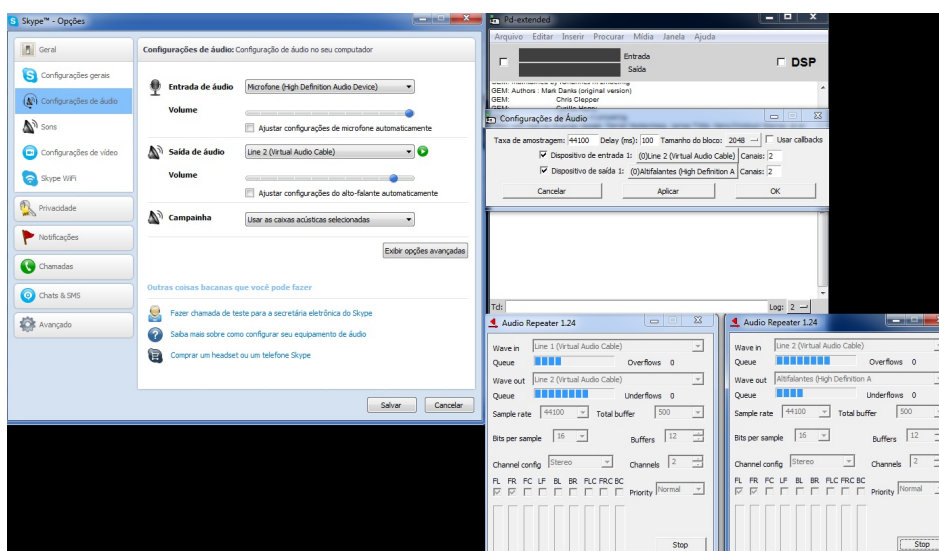 Skype™ - Opções
Geral
Configurações gerais
Configurações de áudio
Sons
Configurações de vídeo
Skype WiFi
Privacidade
Notificações
Chamadas
Chats & SMS
Avançado
Configurações de áudio: Configuração de áudio no seu computador
Entrada de áudio Microfone (High Definition Audio Device)
Volume
Ajustar configurações de microfone automaticamente
Saída de áudio Line 2 (Virtual Audio Cable)
Volume
Ajustar configurações do alto-falante automaticamente
Campainha Usar as caixas acústicas selecionadas
Exibir opções avançadas
Outras coisas bacanas que você pode fazer
Fazer chamada de teste para a secretária eletrônica do Skype
Saiba mais sobre como configurar seu equipamento de áudio
Comprar um headset ou um telefone Skype
Salvar Cancelar
Pd-extended
Arquivo Editar Inserir Procurar Mídia Janela Ajuda
Entrada
Saída
DSP
GEM: Authors : Mark Danks (original version)
GEM: Chris Clepper
GEM:
Configurações de Áudio
Taxa de amostragem: 44100 Delay (ms): 100 Tamanho do bloco: 2048 Usar callbacks
Dispositivo de entrada 1: (0)Line 2 (Virtual Audio Cable) Canais: 2
Dispositivo de saída 1: (0)Altifalantes (High Definition A Canais: 2
Cancelar Aplicar OK
Td: Log: 2
Audio Repeater 1.24
Wave in Line 1 (Virtual Audio Cable)
Queue Overflows 0
Wave out Line 2 (Virtual Audio Cable)
Queue Underflows 0
Sample rate 44100 Total buffer 500
Bits per sample 16 Buffers 12
Channel config Stereo Channels 2
FL FR FC LF BL BR FLC FRC BC
Priority Normal
Stop
Audio Repeater 1.24
Wave in Line 2 (Virtual Audio Cable)
Queue Overflows 0
Wave out Altifalantes (High Definition A
Queue Underflows 0
Sample rate 44100 Total buffer 500
Bits per sample 16 Buffers 12
Channel config Stereo Channels 2
FL FR FC LF BL BR FLC FRC BC
Priority Normal
Stop